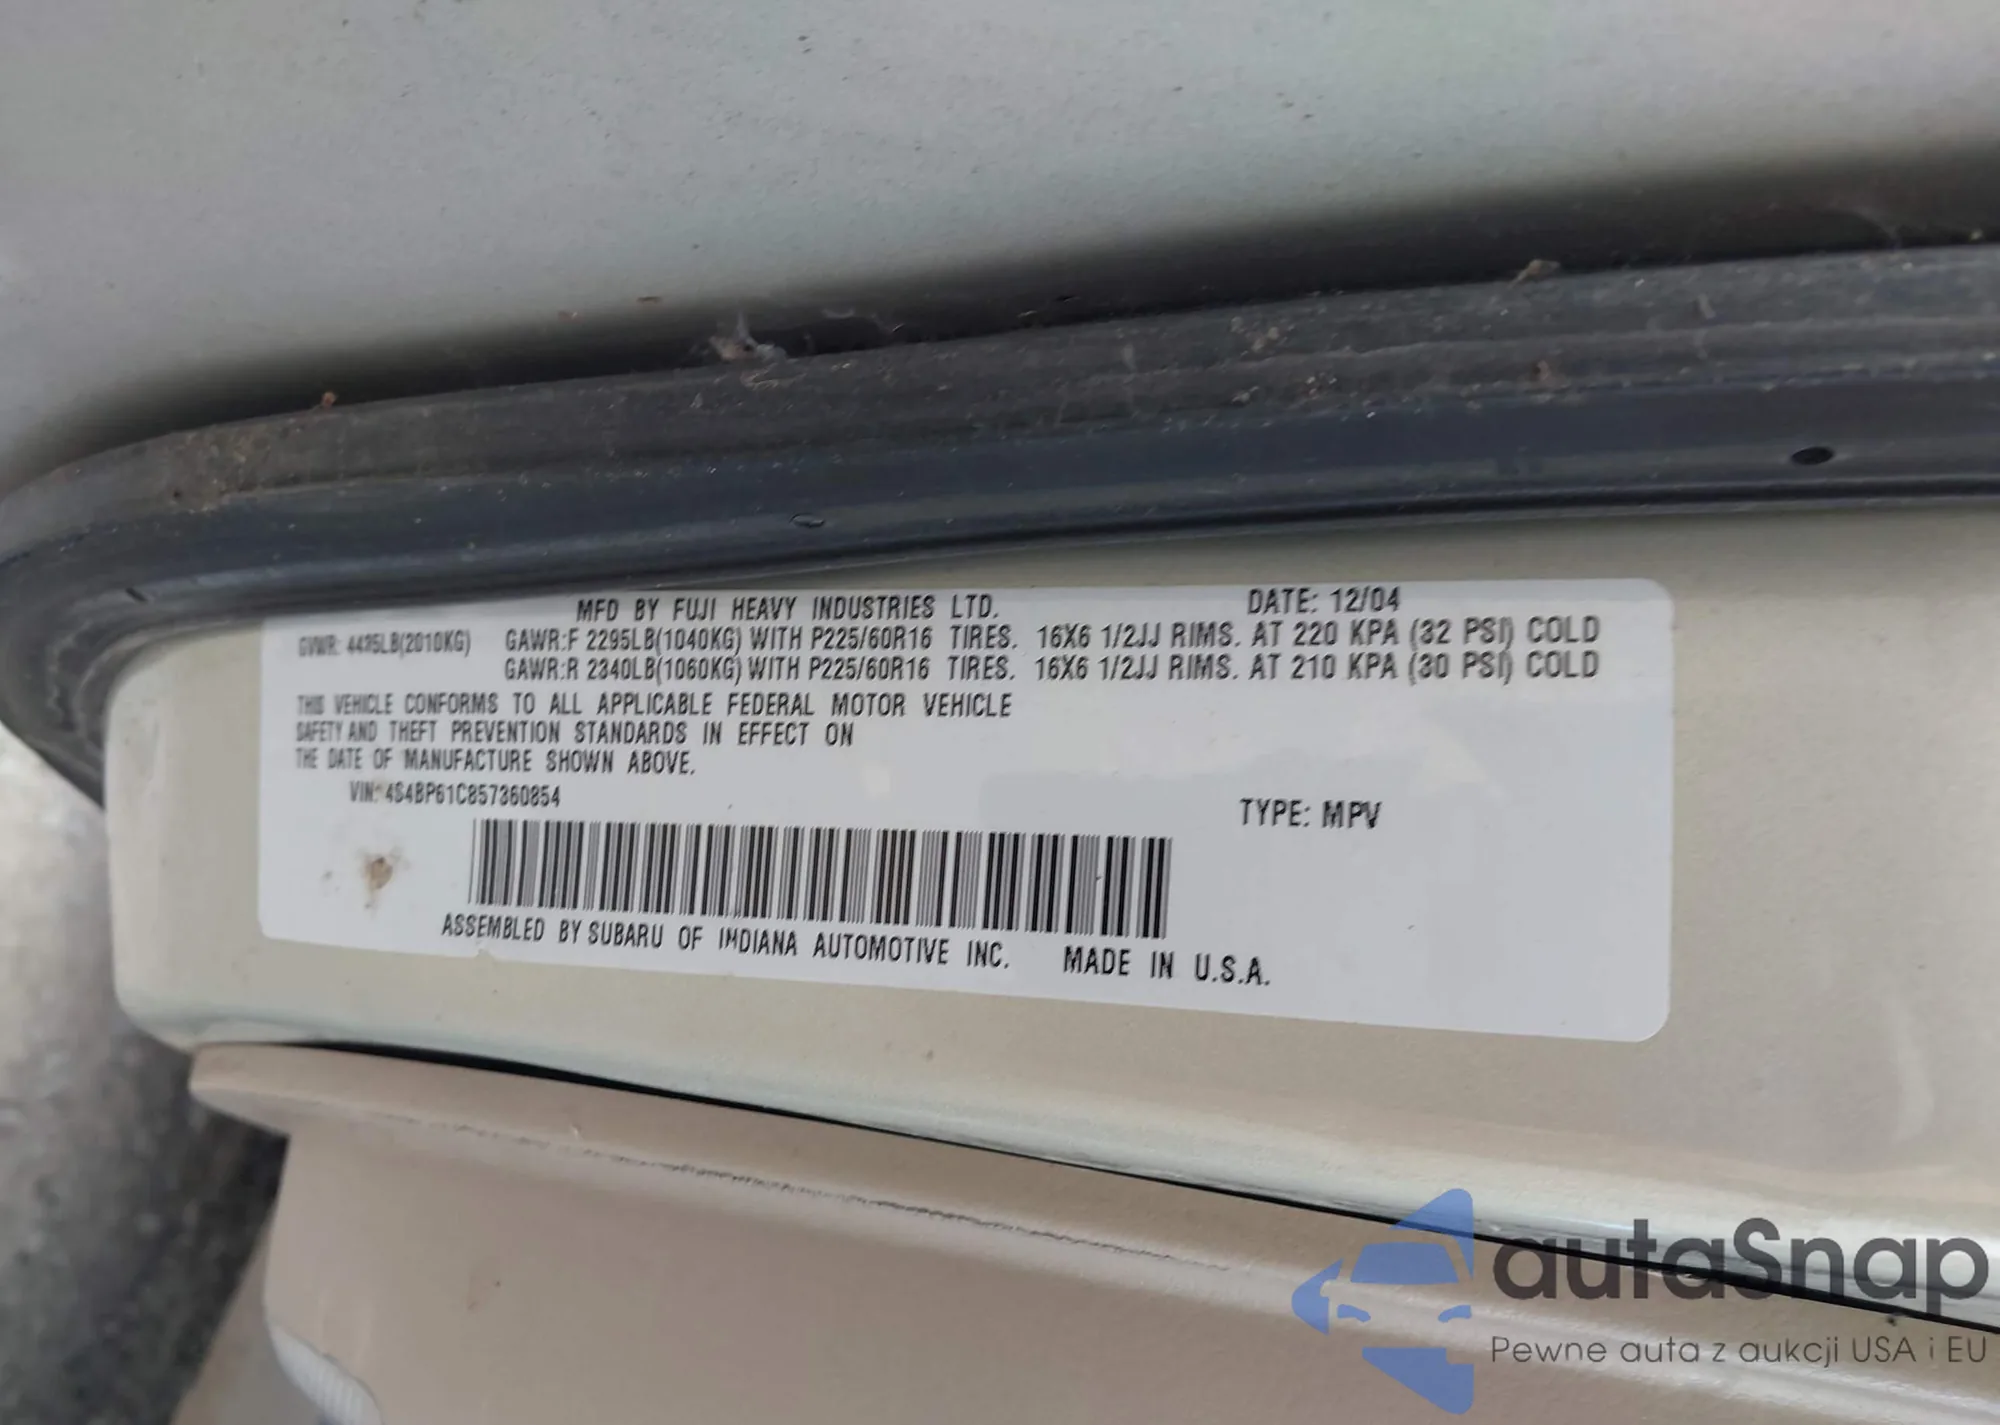 MFD BY FUJI HEAVY INDUSTRIES LTD. DATE: 12/04
GVWR: 4435LB(2010KG) GAWR:F 2295LB(1040KG) WITH P225/60R16 TIRES. 16X6 1/2JJ RIMS. AT 220 KPA (32 PSI) COLD
GAWR:R 2340LB(1060KG) WITH P225/60R16 TIRES. 16X6 1/2JJ RIMS. AT 210 KPA (30 PSI) COLD
THIS VEHICLE CONFORMS TO ALL APPLICABLE FEDERAL MOTOR VEHICLE
SAFETY AND THEFT PREVENTION STANDARDS IN EFFECT ON
THE DATE OF MANUFACTURE SHOWN ABOVE.
VIN: 4S4BP61C857360854
TYPE: MPV
ASSEMBLED BY SUBARU OF INDIANA AUTOMOTIVE INC. MADE IN U.S.A.
autaSnap
Pewne auta z aukcji USA i EU